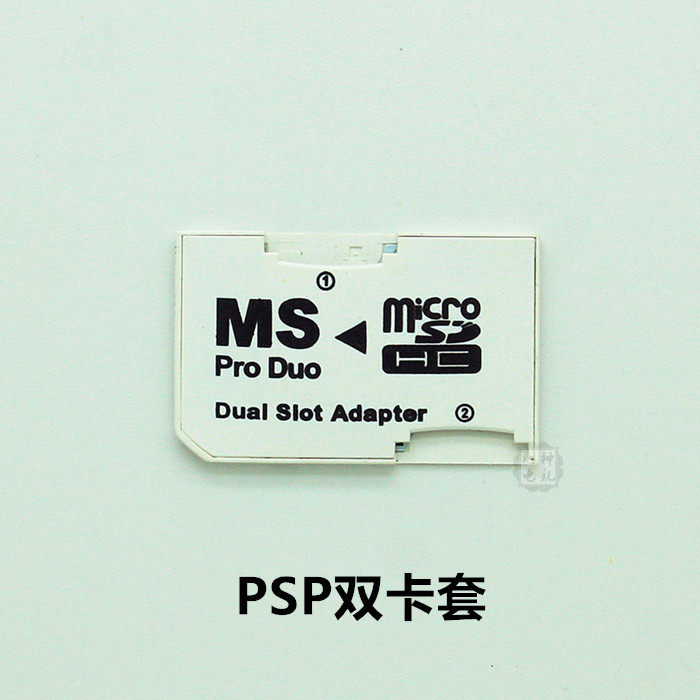 ①
MS
Pro Duo
micro
SD
HC
Dual Slot Adapter
②
PSP双卡套